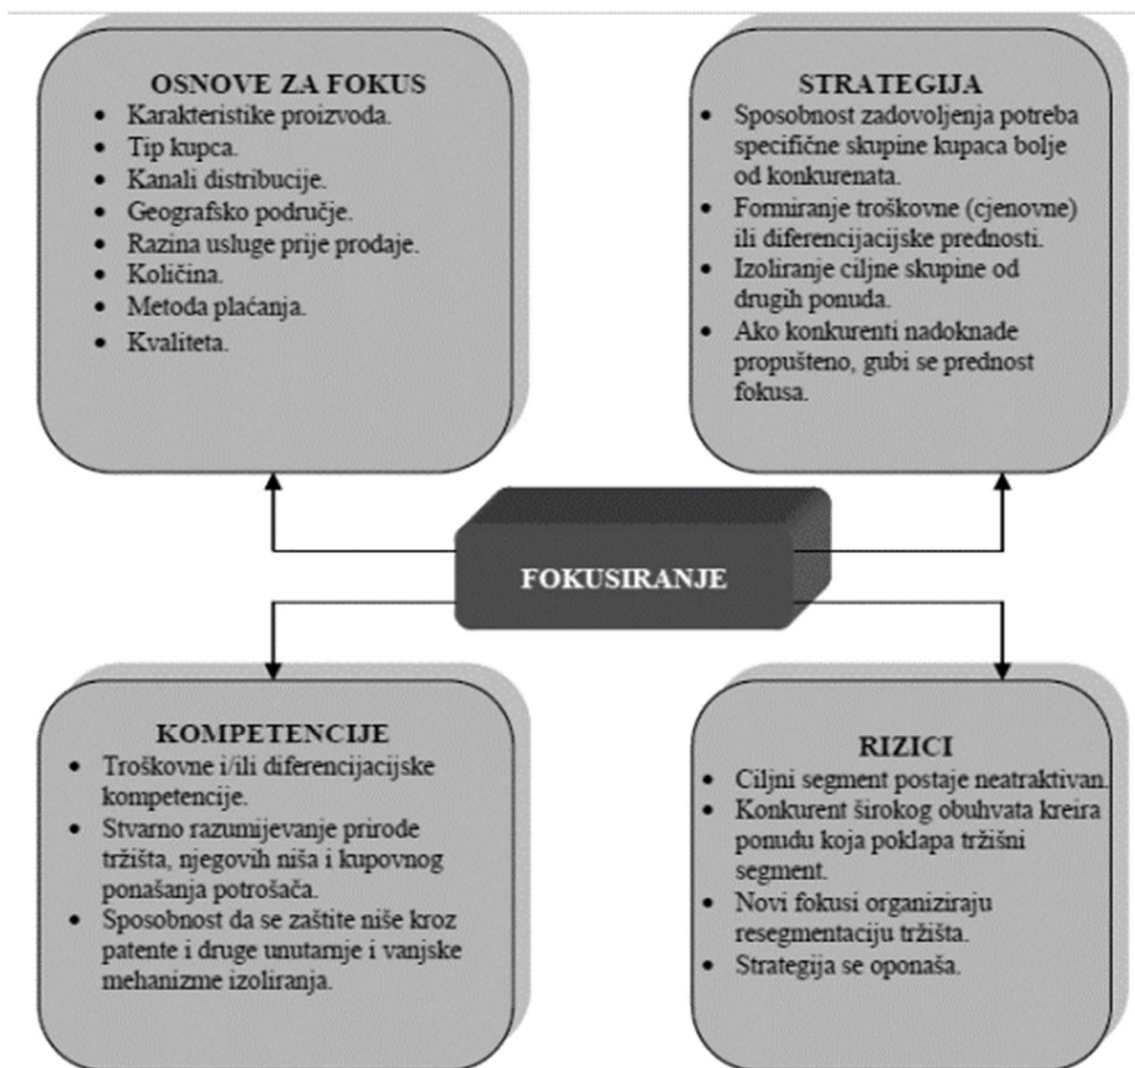 OSNOVE ZA FOKUS
• Karakteristike proizvoda.
• Tip kupca.
• Kanali distribucije.
• Geografsko područje.
• Razina usluge prije prodaje.
• Količina.
• Metoda plaćanja.
• Kvaliteta.
STRATEGIJA
• Sposobnost zadovoljenja potreba
specifične skupine kupaca bolje
od konkurenata.
• Formiranje troškovne (cjenovne)
ili diferencijacijske prednosti.
• Izoliranje ciljne skupine od
drugih ponuda.
• Ako konkurenti nadoknade
propušteno, gubi se prednost
fokusa.
FOKUSIRANJE
KOMPETENCIJE
• Troškovne i/ili diferencijacijske
kompetencije.
• Stvarno razumijevanje prirode
tržišta, njegovih niša i kupovnog
ponašanja potrošača.
• Sposobnost da se zaštite niše kroz
patente i druge unutarnje i vanjske
mehanizme izoliranja.
RIZICI
• Ciljni segment postaje neatraktivan.
• Konkurent širokog obuhvata kreira
ponudu koja poklapa tržišni
segment.
• Novi fokusi organiziraju
resegmentaciju tržišta.
• Strategija se oponaša.